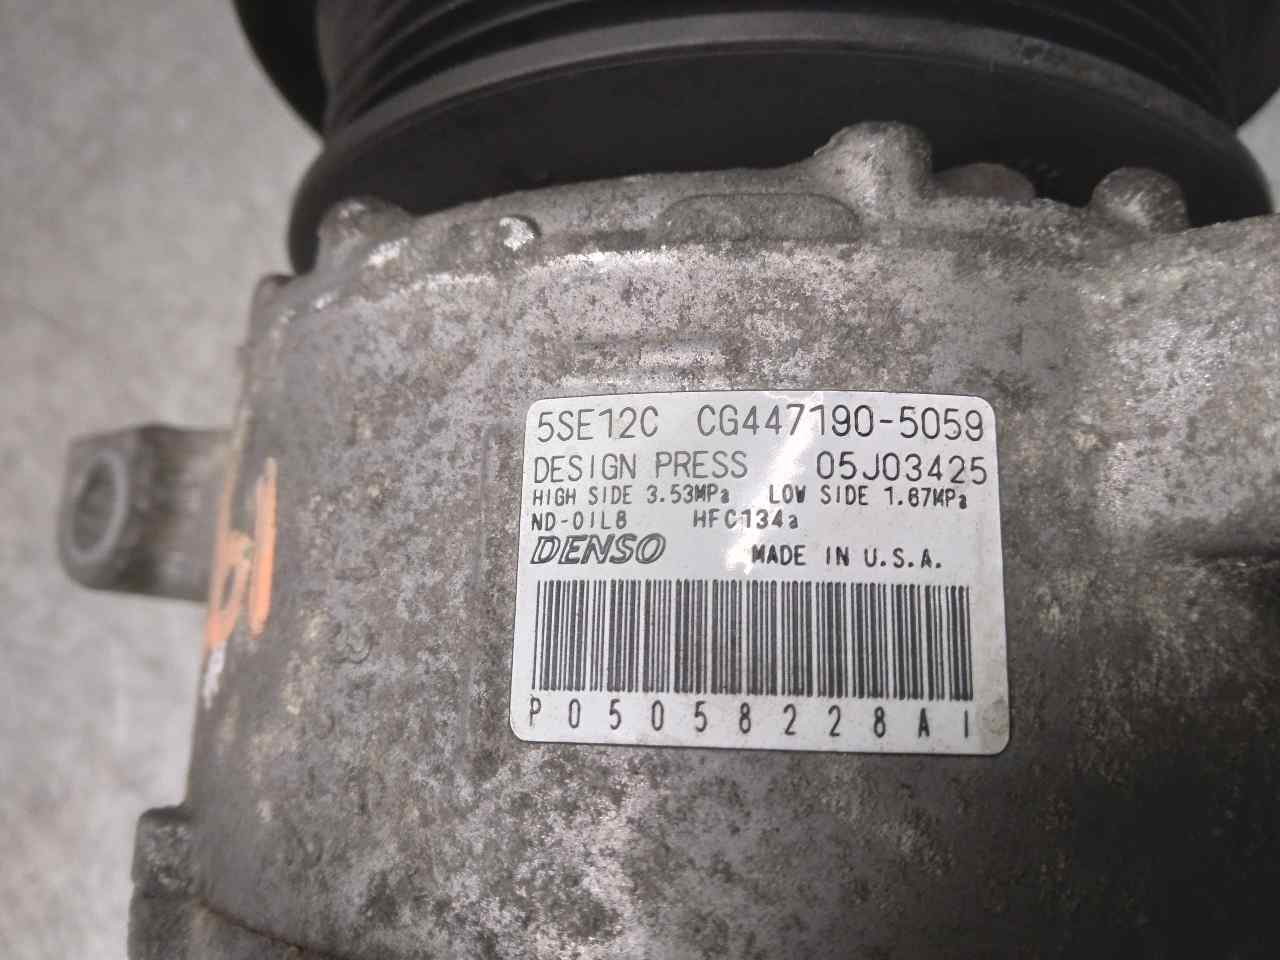 5SE12C CG447190-5059
DESIGN PRESS 05J03425
HIGH SIDE 3.53MPa LOW SIDE 1.67MPa
ND-OIL8 HFC134a
DENSO MADE IN U.S.A.
P05058228AI